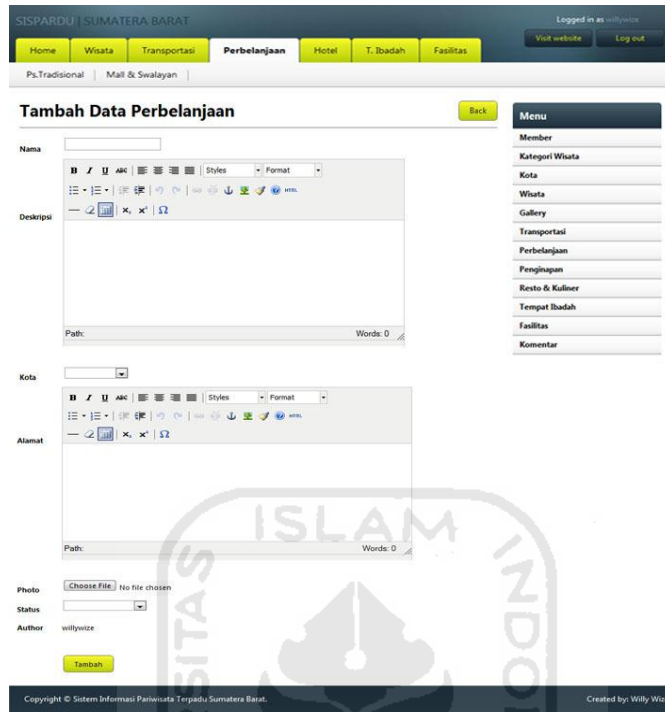 SISPARDU | SUMATERA BARAT
Logged in as willywize
Visit website Log out
Home Wisata Transportasi Perbelanjaan Hotel T. Ibadah Fasilitas
Ps.Tradisional | Mall & Swalayan |
Tambah Data Perbelanjaan
Back
Menu
Member
Kategori Wisata
Kota
Wisata
Gallery
Transportasi
Perbelanjaan
Penginapan
Resto & Kuliner
Tempat Ibadah
Fasilitas
Komentar
Nama
B I U ABC Styles Format
HTML
Deskripsi
Path: Words: 0
Kota
B I U ABC Styles Format
HTML
Alamat
Path: Words: 0
Photo Choose File No file chosen
Status
Author willywize
Tambah
ISLAM
Copyright © Sistem Informasi Pariwisata Terpadu Sumatera Barat.
Created by: Willy Wiz